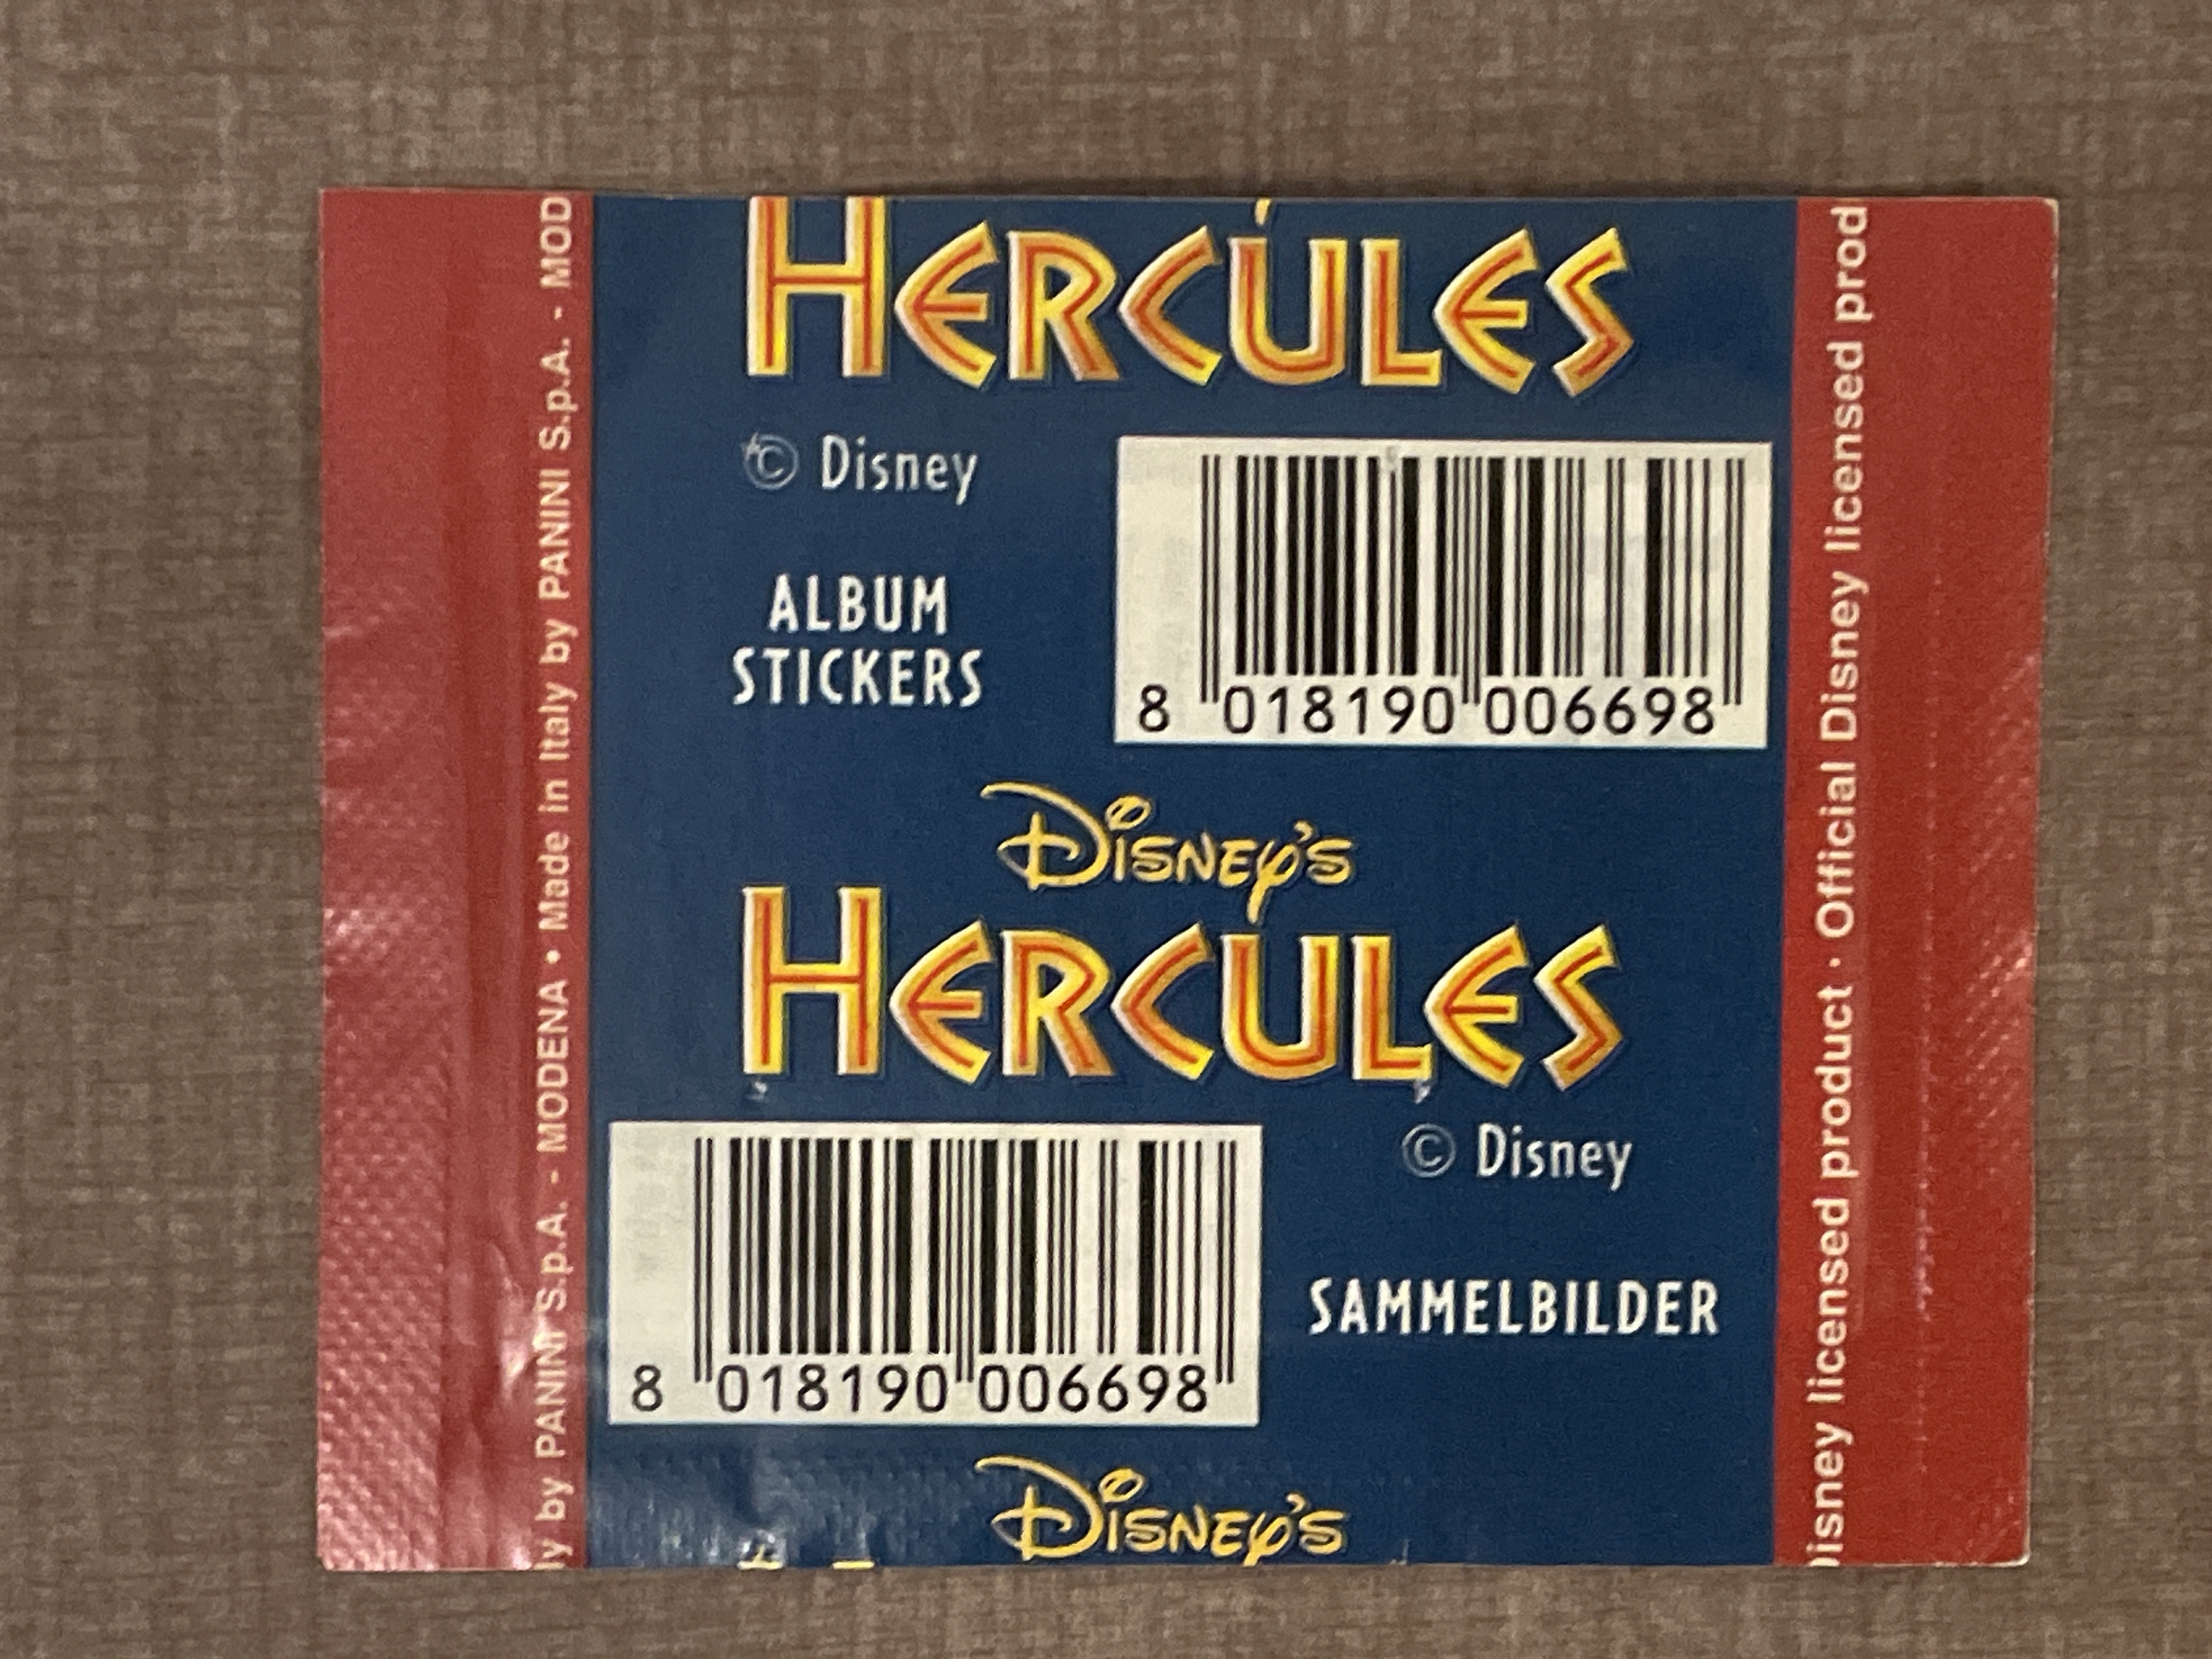 HERCULES
© Disney
ALBUM
STICKERS
8 018190 006698
DISNEY'S
HERCULES
8 018190 006698
© Disney
SAMMELBILDER
DISNEY'S
by PANINI S.p.A. - MODENA • Made in Italy by PANINI S.p.A. - MOD
Disney licensed product · Official Disney licensed prod